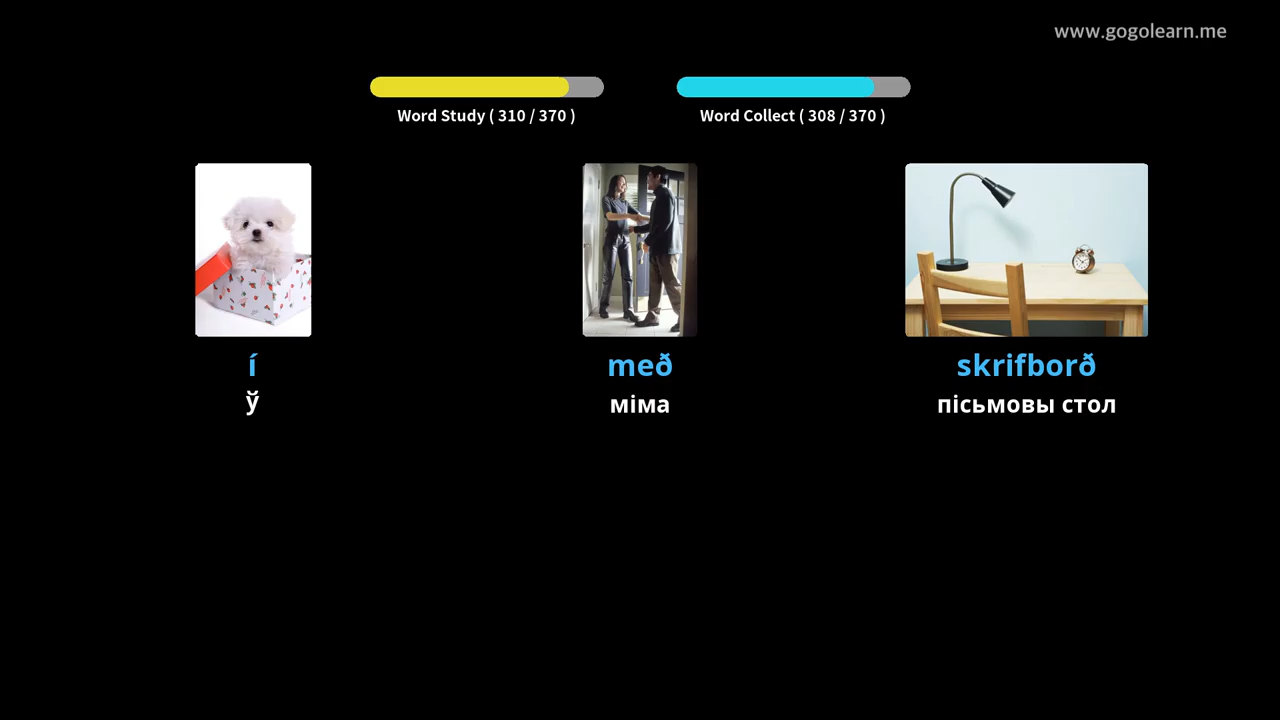 www.gogolearn.me
Word Study ( 310 / 370 )
Word Collect ( 308 / 370 )
í
með
skrifborð
ў
міма
пісьмовы стол